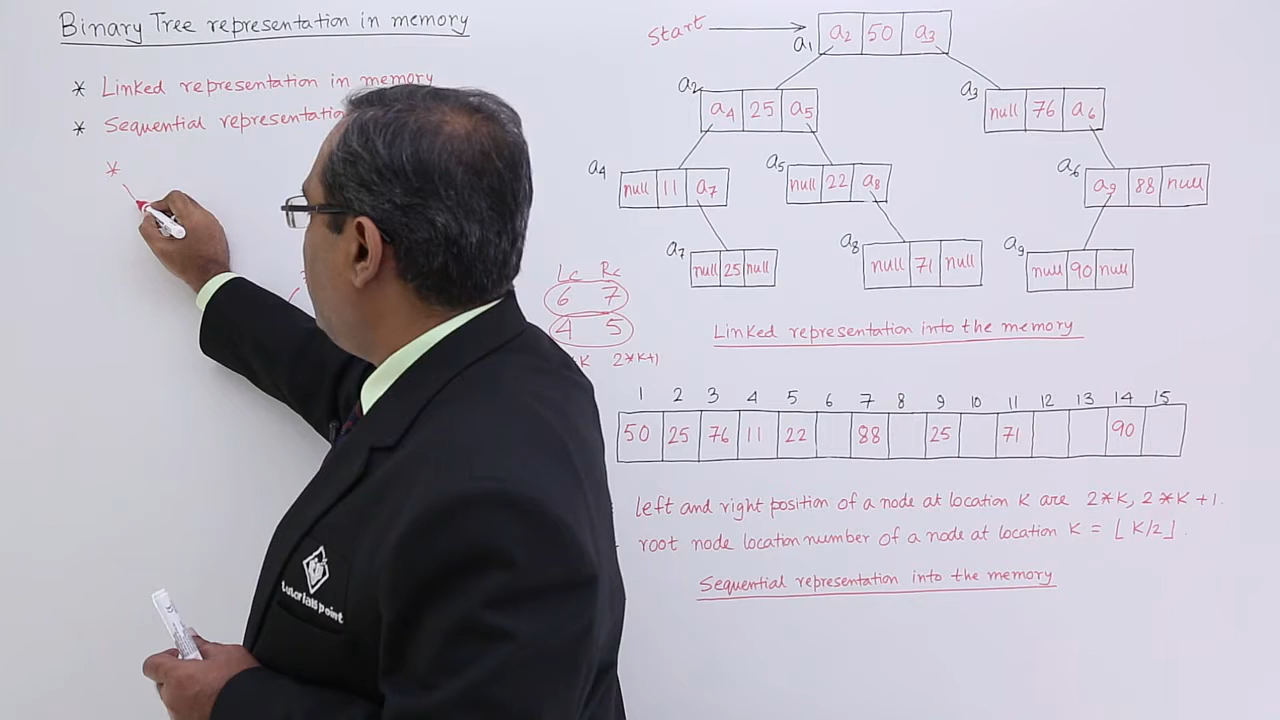 Binary Tree representation in memory
* Linked representation in memory
* Sequential representation
*
Start
a1 a2 50 a3
a2 a4 25 a5
a3 null 76 a6
a4 null 11 a7
a5 null 22 a8
a6 a9 88 null
a7 null 25 null
a8 null 71 null
a9 null 90 null
Linked representation into the memory
Lc Rc
6 7
4 5
K 2*K+1
1 2 3 4 5 6 7 8 9 10 11 12 13 14 15
50 25 76 11 22 88 25 71 90
left and right position of a node at location K are 2*K, 2*K+1.
root node location number of a node at location K = ⌊K/2⌋.
Sequential representation into the memory
tutorials point